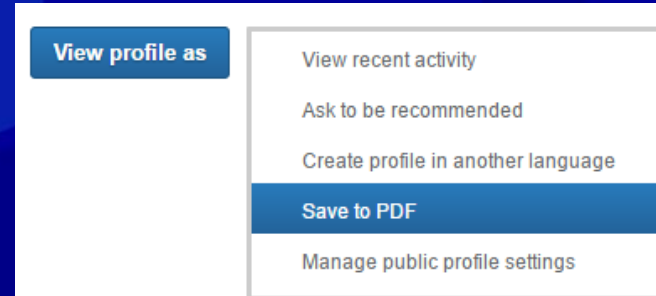 View profile as
View recent activity
Ask to be recommended
Create profile in another language
Save to PDF
Manage public profile settings